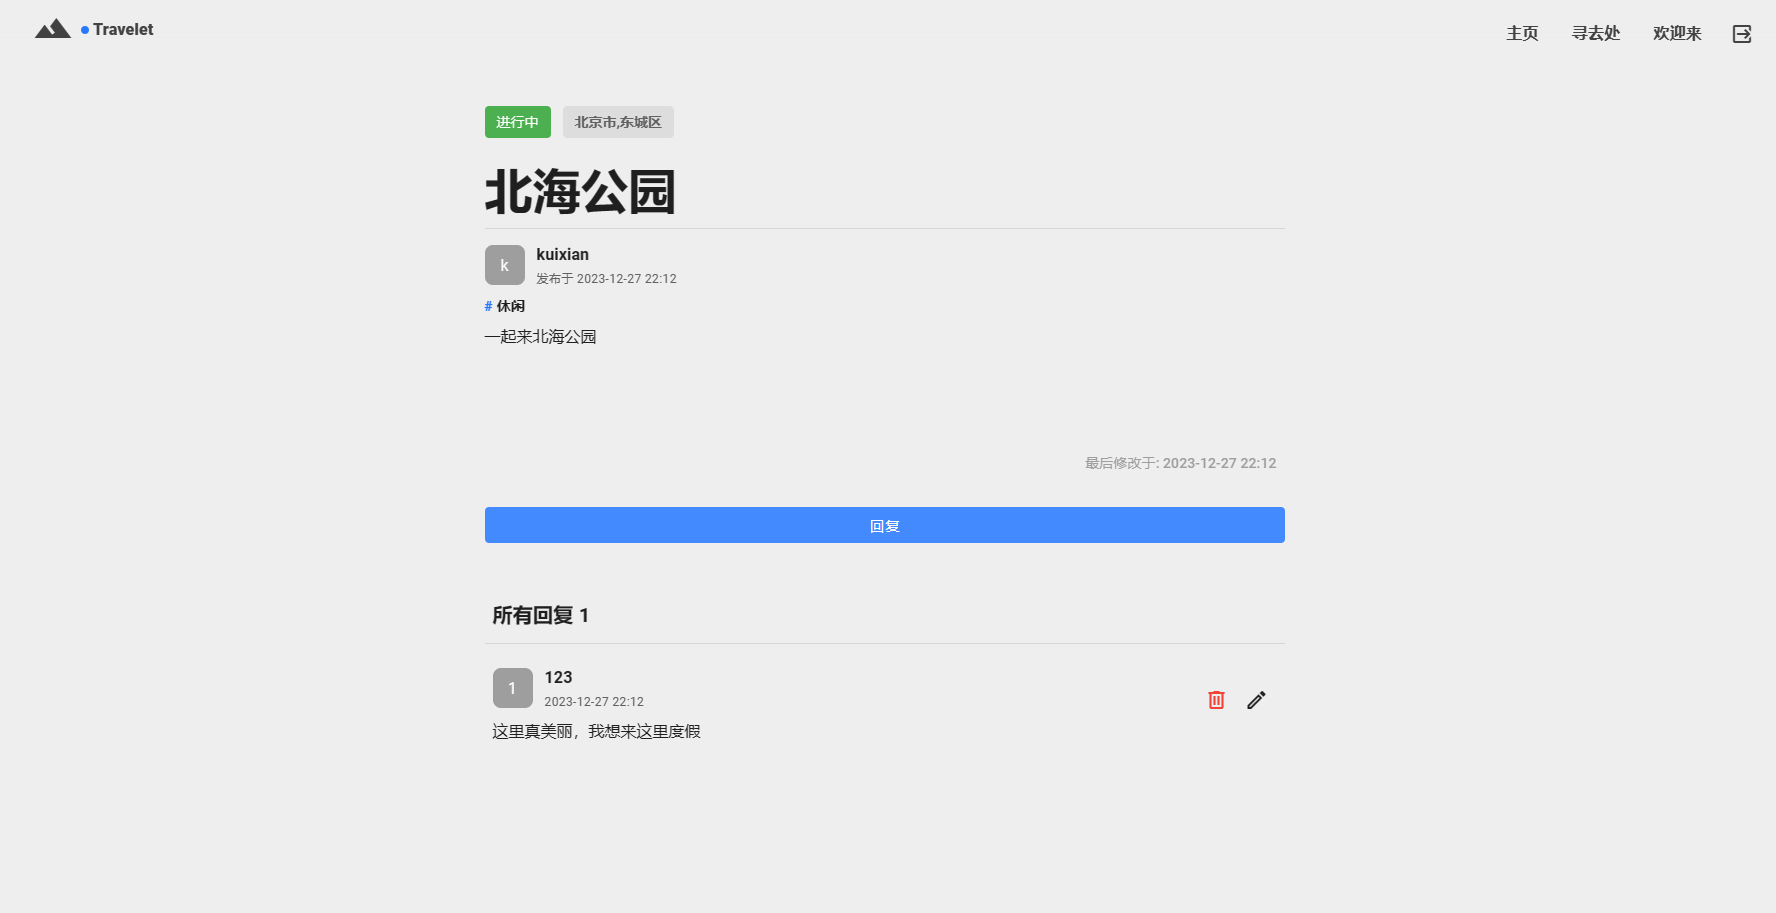 Travelet
主页 寻去处 欢迎来
进行中 北京市,东城区
北海公园
k
kuixian
发布于 2023-12-27 22:12
# 休闲
一起来北海公园
最后修改于: 2023-12-27 22:12
回复
所有回复 1
1
123
2023-12-27 22:12
这里真美丽，我想来这里度假